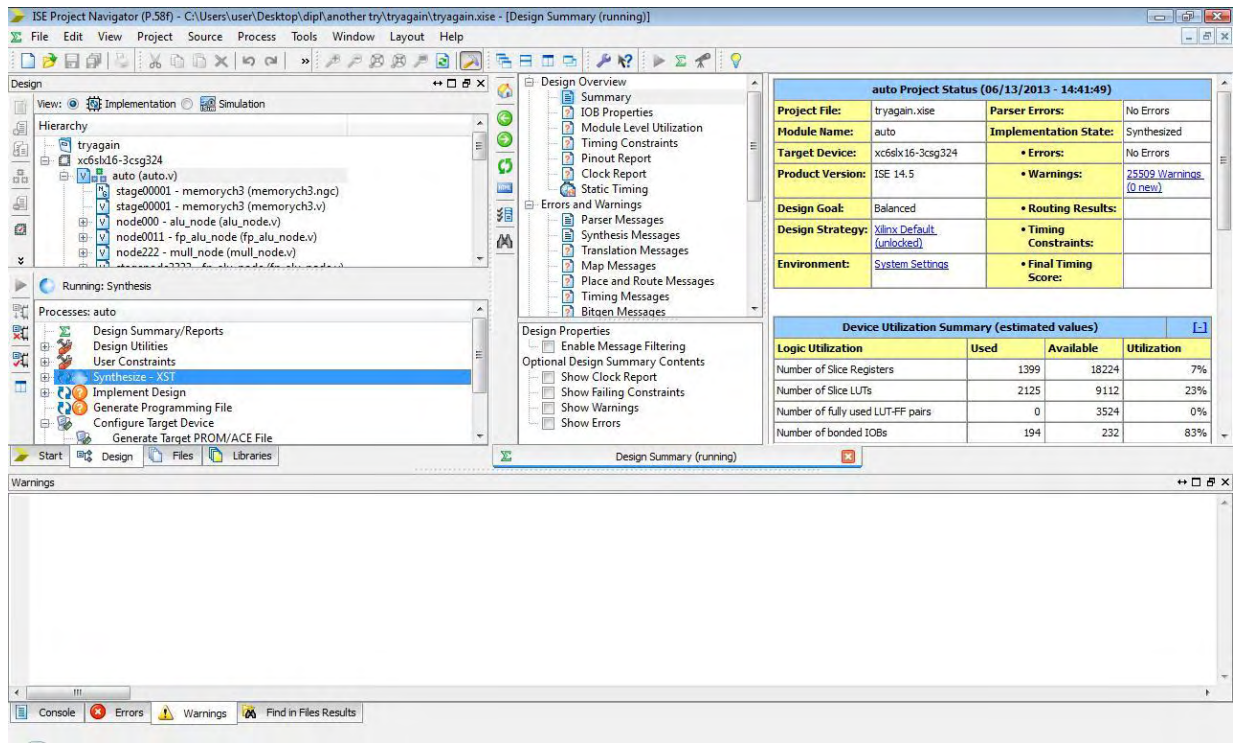 ISE Project Navigator (P.58f) - C:\Users\user\Desktop\dipl\another try\tryagain\tryagain.xise - [Design Summary (running)]
File Edit View Project Source Process Tools Window Layout Help
Design
View: Implementation Simulation
Hierarchy
tryagain
xc6slx16-3csg324
auto (auto.v)
stage00001 - memorych3 (memorych3.ngc)
stage00001 - memorych3 (memorych3.v)
node000 - alu_node (alu_node.v)
node0011 - fp_alu_node (fp_alu_node.v)
node222 - mull_node (mull_node.v)
Running: Synthesis
Processes: auto
Design Summary/Reports
Design Utilities
User Constraints
Synthesize - XST
Implement Design
Generate Programming File
Configure Target Device
Generate Target PROM/ACE File
Start Design Files Libraries
Design Overview
Summary
IOB Properties
Module Level Utilization
Timing Constraints
Pinout Report
Clock Report
Static Timing
Errors and Warnings
Parser Messages
Synthesis Messages
Translation Messages
Map Messages
Place and Route Messages
Timing Messages
Bitgen Messages
Design Properties
Enable Message Filtering
Optional Design Summary Contents
Show Clock Report
Show Failing Constraints
Show Warnings
Show Errors
Design Summary (running)
auto Project Status (06/13/2013 - 14:41:49)
Project File: tryagain.xise Parser Errors: No Errors
Module Name: auto Implementation State: Synthesized
Target Device: xc6slx16-3csg324 • Errors: No Errors
Product Version: ISE 14.5 • Warnings: 25509 Warnings
(0 new)
Design Goal: Balanced • Routing Results:
Design Strategy: Xilinx Default • Timing
(unlocked) Constraints:
Environment: System Settings • Final Timing
Score:
Device Utilization Summary (estimated values) [-]
Logic Utilization Used Available Utilization
Number of Slice Registers 1399 18224 7%
Number of Slice LUTs 2125 9112 23%
Number of fully used LUT-FF pairs 0 3524 0%
Number of bonded IOBs 194 232 83%
Warnings
Console Errors Warnings Find in Files Results